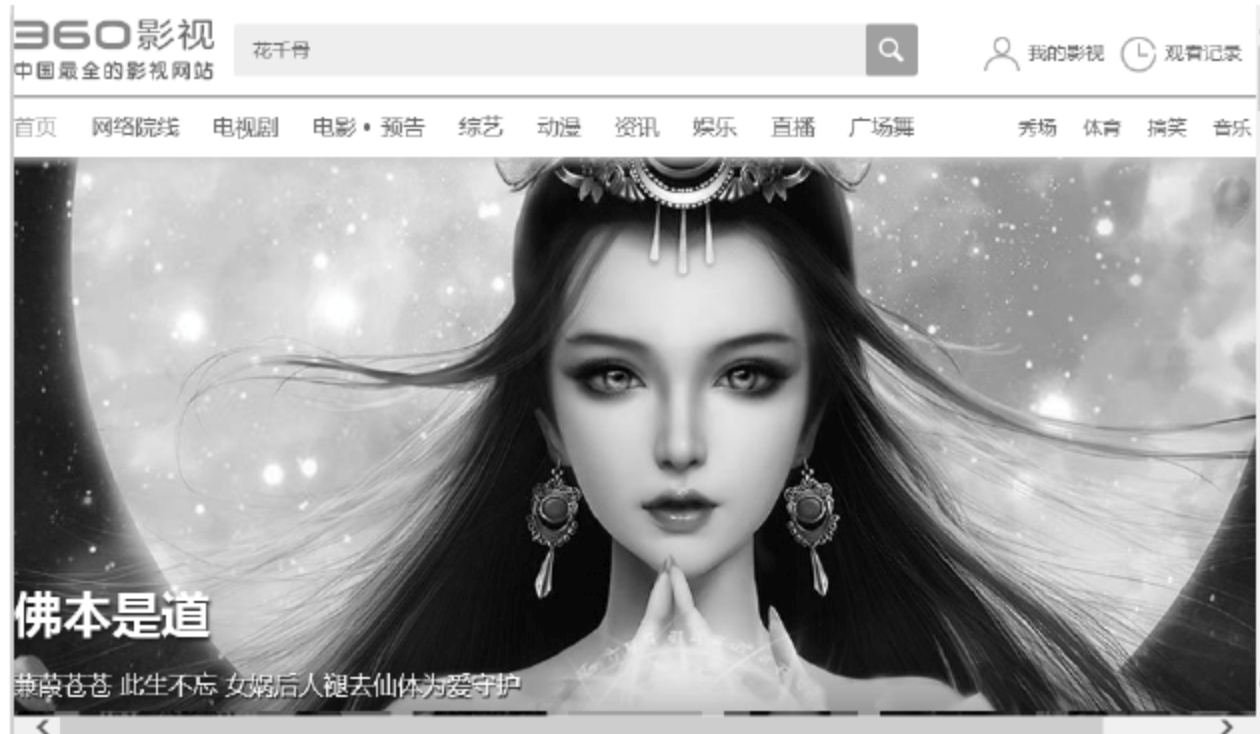 360影视
中国最全的影视网站
花千骨
我的影视 观看记录
首页 网络院线 电视剧 电影•预告 综艺 动漫 资讯 娱乐 直播 广场舞 秀场 体育 搞笑 音乐
佛本是道
蒹葭苍苍 此生不忘 女娲后人褪去仙体为爱守护